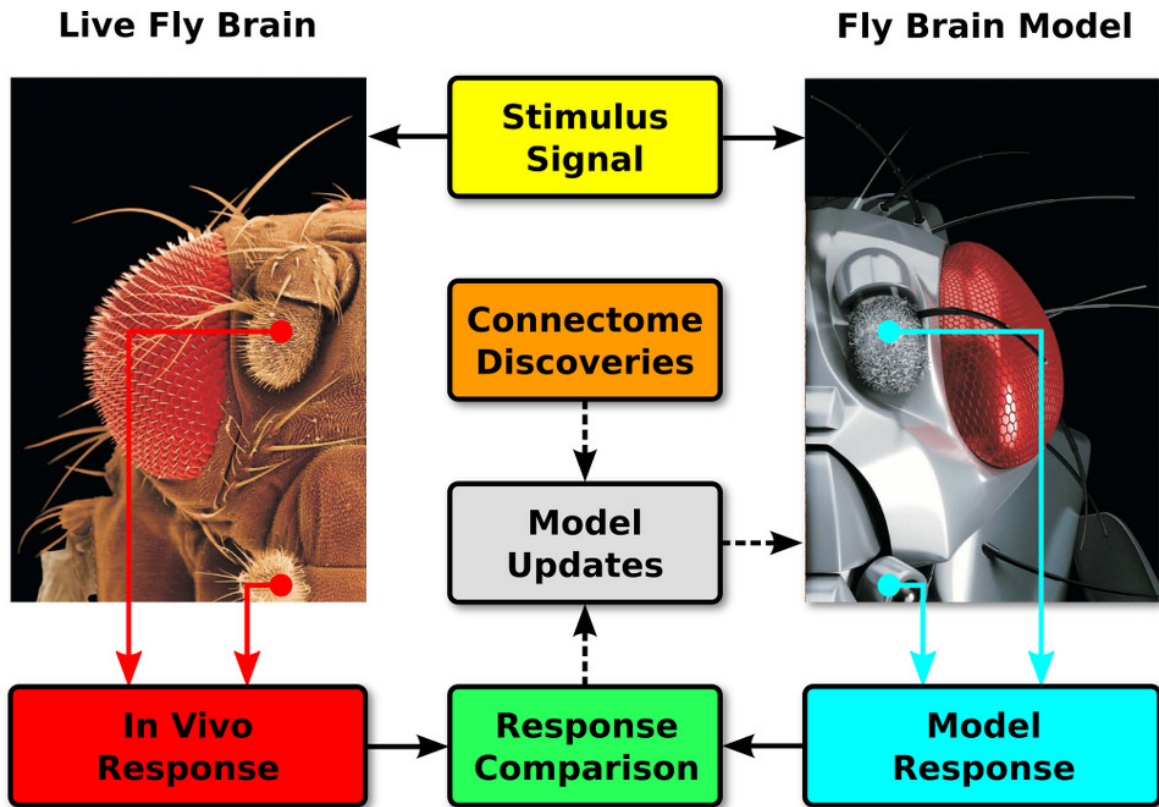 Live Fly Brain
Fly Brain Model
Stimulus
Signal
Connectome
Discoveries
Model
Updates
In Vivo
Response
Response
Comparison
Model
Response